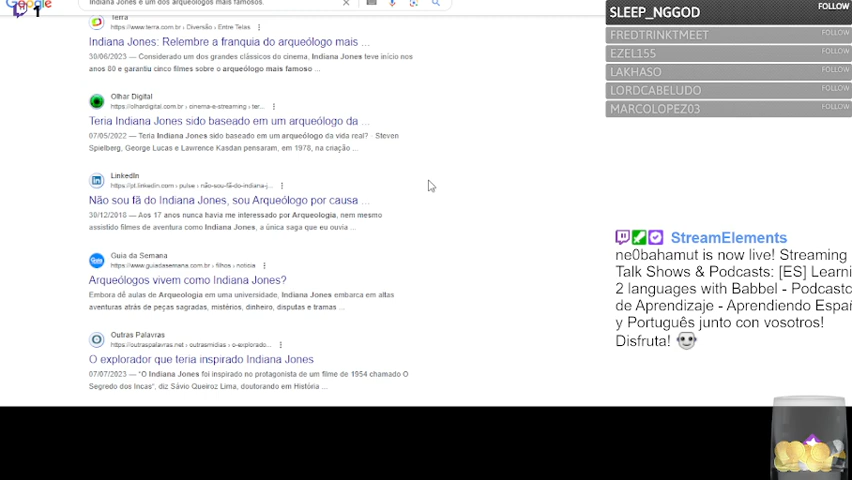 Google
1
Indiana Jones é um dos arqueólogos mais famosos.
Terra
https://www.terra.com.br › Diversão › Entre Telas
Indiana Jones: Relembre a franquia do arqueólogo mais ...
30/06/2023 — Considerado um dos grandes clássicos do cinema, Indiana Jones teve início nos
anos 80 e garantiu cinco filmes sobre o arqueólogo mais famoso ...
Olhar Digital
https://olhardigital.com.br › cinema-e-streaming › ter...
Teria Indiana Jones sido baseado em um arqueólogo da ...
07/05/2022 — Teria Indiana Jones sido baseado em um arqueólogo da vida real? · Steven
Spielberg, George Lucas e Lawrence Kasdan pensaram, em 1978, na criação ...
LinkedIn
https://pt.linkedin.com › pulse › não-sou-fã-do-indiana-j...
Não sou fã do Indiana Jones, sou Arqueólogo por causa ...
30/12/2018 — Aos 17 anos nunca havia me interessado por Arqueologia, nem mesmo
assistido filmes de aventura como Indiana Jones, a única saga que eu ouvia ...
Guia da Semana
https://www.guiadasemana.com.br › filhos › noticia
Arqueólogos vivem como Indiana Jones?
Embora dê aulas de Arqueologia em uma universidade, Indiana Jones embarca em altas
aventuras atrás de peças sagradas, mistérios, dinheiro, disputas e tramas ...
Outras Palavras
https://outraspalavras.net › outrasmidias › o-explorado...
O explorador que teria inspirado Indiana Jones
07/07/2023 — "O Indiana Jones foi inspirado no protagonista de um filme de 1954 chamado O
Segredo dos Incas", diz Sávio Queiroz Lima, doutorando em História ...
SLEEP_NGGOD FOLLOW
FREDTRINKTMEET FOLLOW
EZEL155 FOLLOW
LAKHASO FOLLOW
LORDCABELUDO FOLLOW
MARCOLOPEZ03 FOLLOW
StreamElements
ne0bahamut is now live! Streaming
Talk Shows & Podcasts: [ES] Learni
2 languages with Babbel - Podcastc
de Aprendizaje - Aprendiendo Españ
y Português junto con vosotros!
Disfruta!